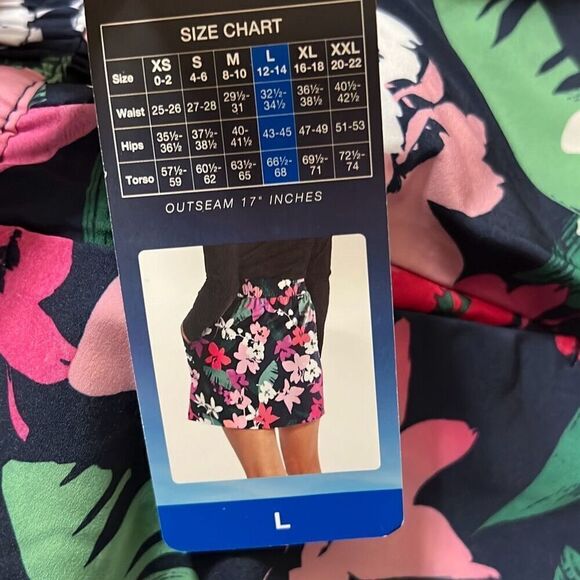 SIZE CHART
Size XS 0-2 S 4-6 M 8-10 L 12-14 XL 16-18 XXL 20-22
Waist 25-26 27-28 29½-31 32½-34½ 36½-38½ 40½-42½
Hips 35½-36½ 37½-38½ 40-41½ 43-45 47-49 51-53
Torso 57½-59 60½-62 63½-65 66½-68 69½-71 72½-74
OUTSEAM 17" INCHES
L